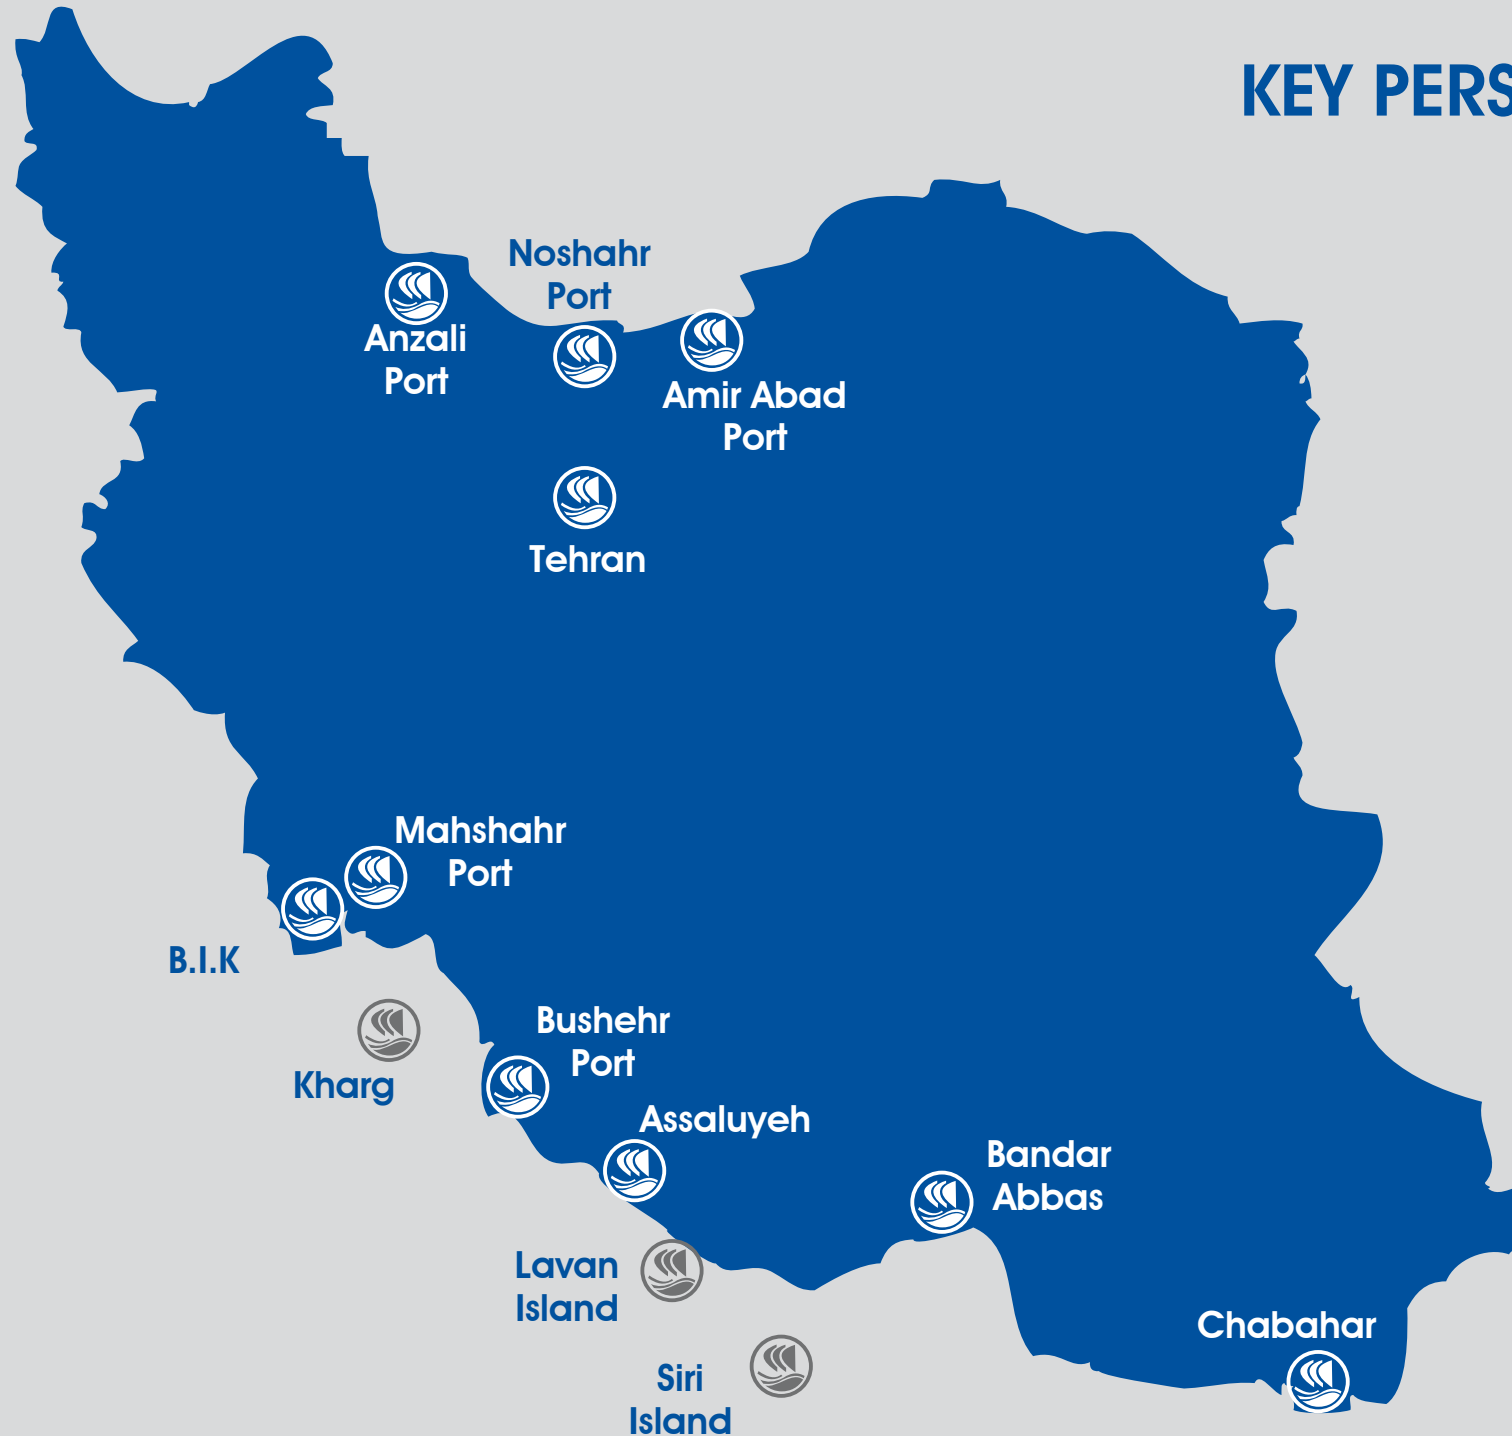 KEY PERS
Noshahr
Port
Anzali
Port
Amir Abad
Port
Tehran
Mahshahr
Port
B.I.K
Bushehr
Port
Kharg
Assaluyeh
Bandar
Abbas
Lavan
Island
Chabahar
Siri
Island